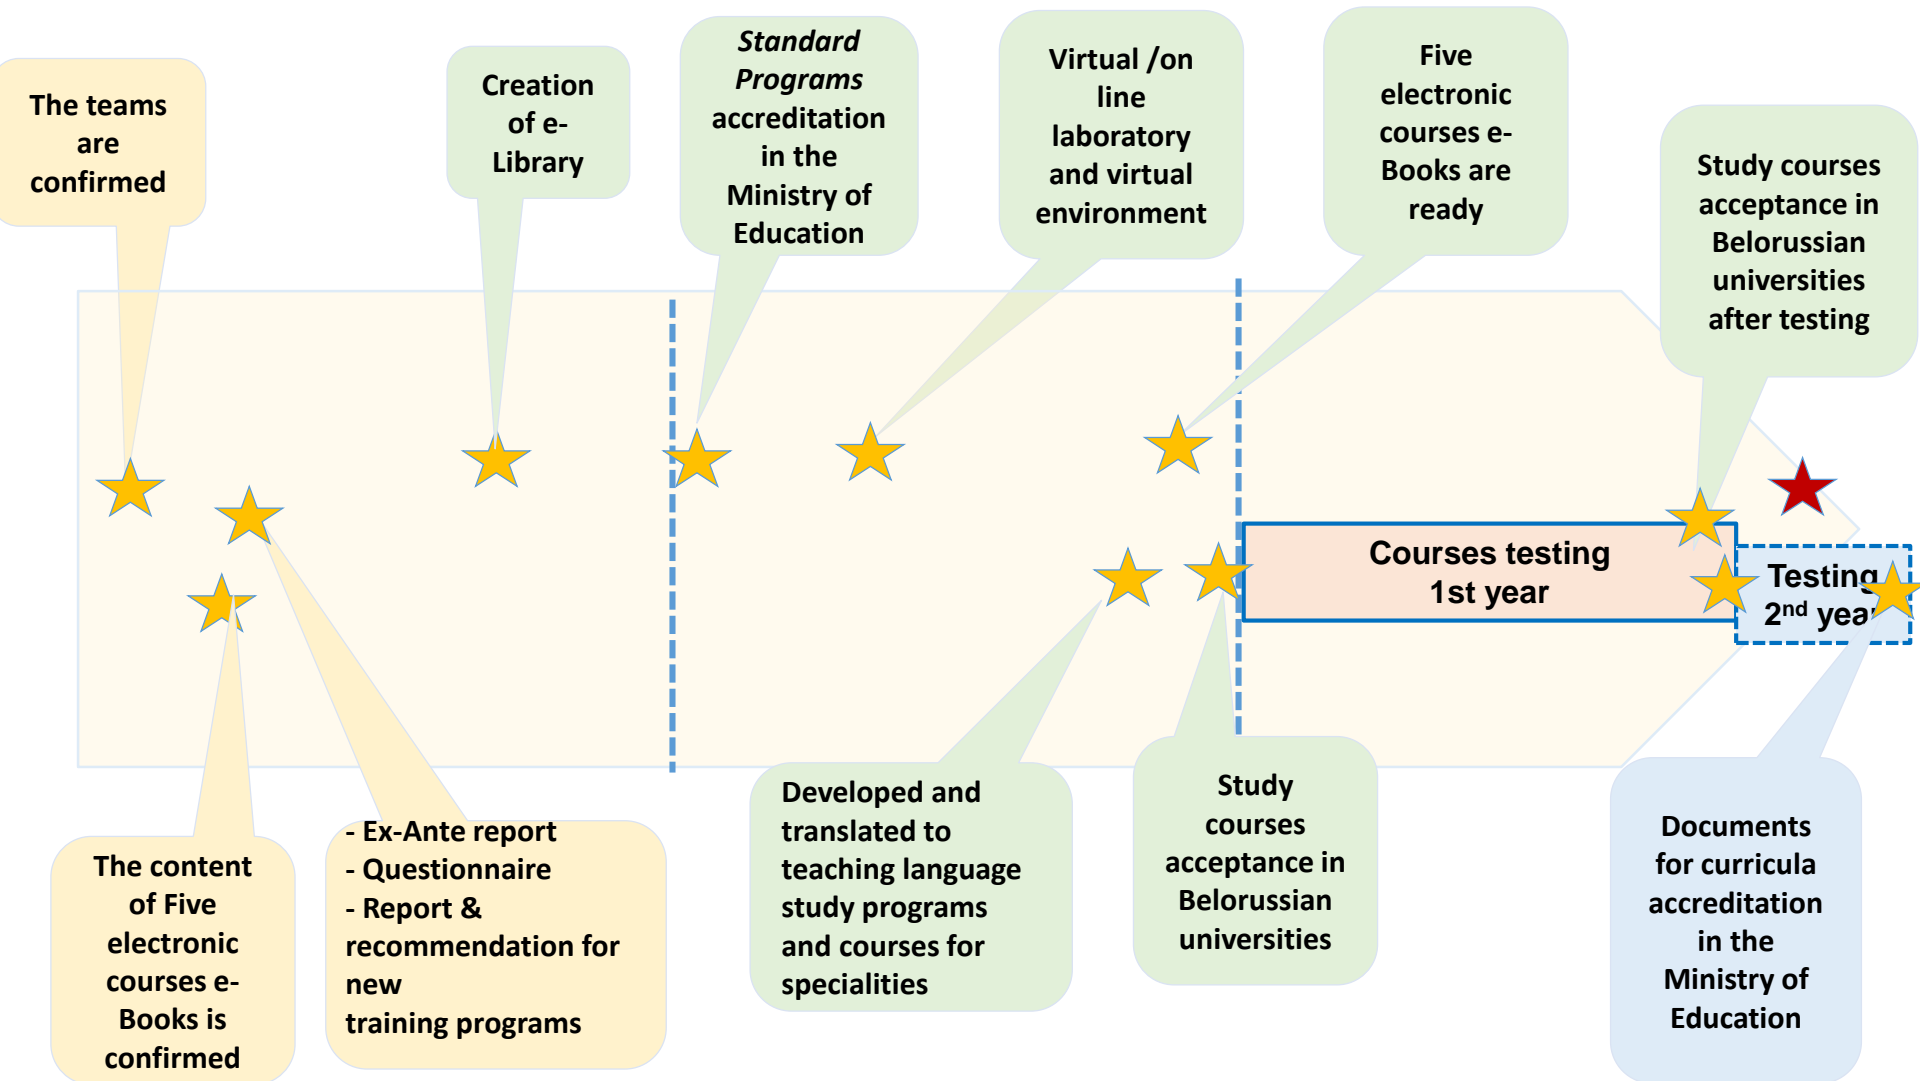 The teams
are
confirmed
Creation
of e-
Library
Standard
Programs
accreditation
in the
Ministry of
Education
Virtual /on
line
laboratory
and virtual
environment
Five
electronic
courses e-
Books are
ready
Study courses
acceptance in
Belorussian
universities
after testing
Courses testing
1st year
Testing
2nd year
The content
of Five
electronic
courses e-
Books is
confirmed
- Ex-Ante report
- Questionnaire
- Report &
recommendation for
new
training programs
Developed and
translated to
teaching language
study programs
and courses for
specialities
Study
courses
acceptance in
Belorussian
universities
Documents
for curricula
accreditation
in the
Ministry of
Education